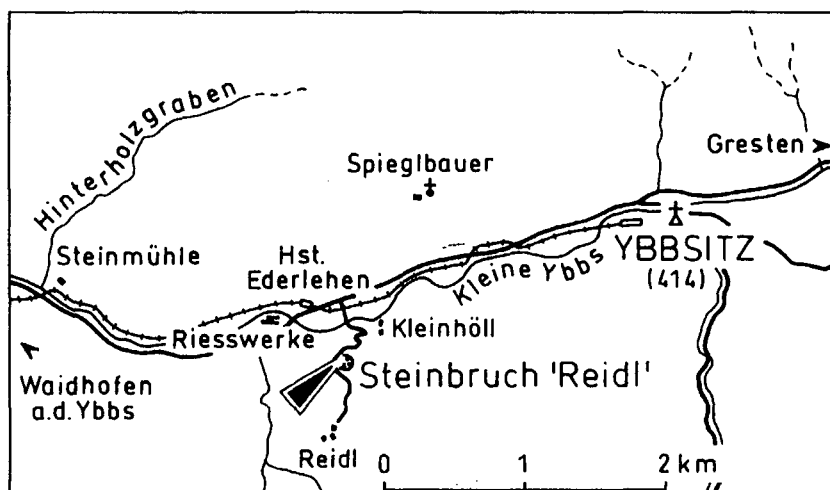 Hinterholzgraben
Gresten
Spieglbauer
Steinmühle
Hst.
Ederlehen
Kleine Ybbs
YBBSITZ
(414)
Riesswerke
Kleinhöll
Waidhofen
a.d. Ybbs
Steinbruch 'Reidl'
Reidl
0 1 2 km